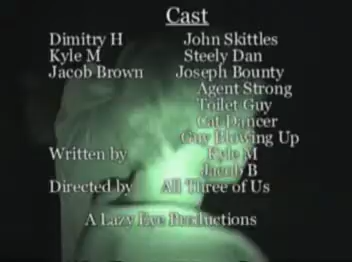 Cast
Dimitry H John Skittles
Kyle M Steely Dan
Jacob Brown Joseph Bounty
Agent Strong
Toilet Guy
Cat Dancer
Guy Blowing Up
Written by Kyle M
Jacob B
Directed by All Three of Us
A Lazy Eye Productions